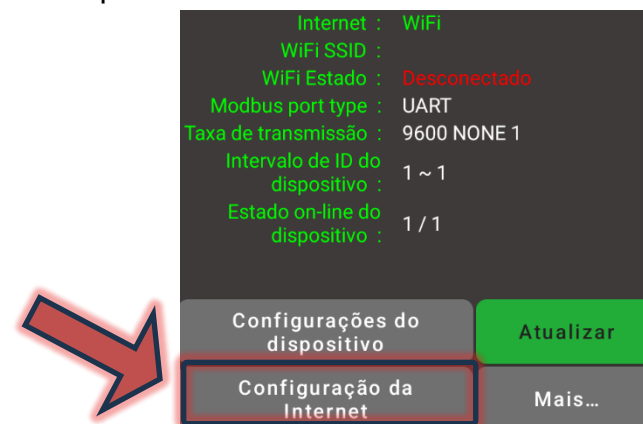 Internet : WiFi
WiFi SSID :
WiFi Estado : Desconectado
Modbus port type : UART
Taxa de transmissão : 9600 NONE 1
Intervalo de ID do
dispositivo : 1 ~ 1
Estado on-line do
dispositivo : 1 / 1
Configurações do
dispositivo
Atualizar
Configuração da
Internet
Mais...